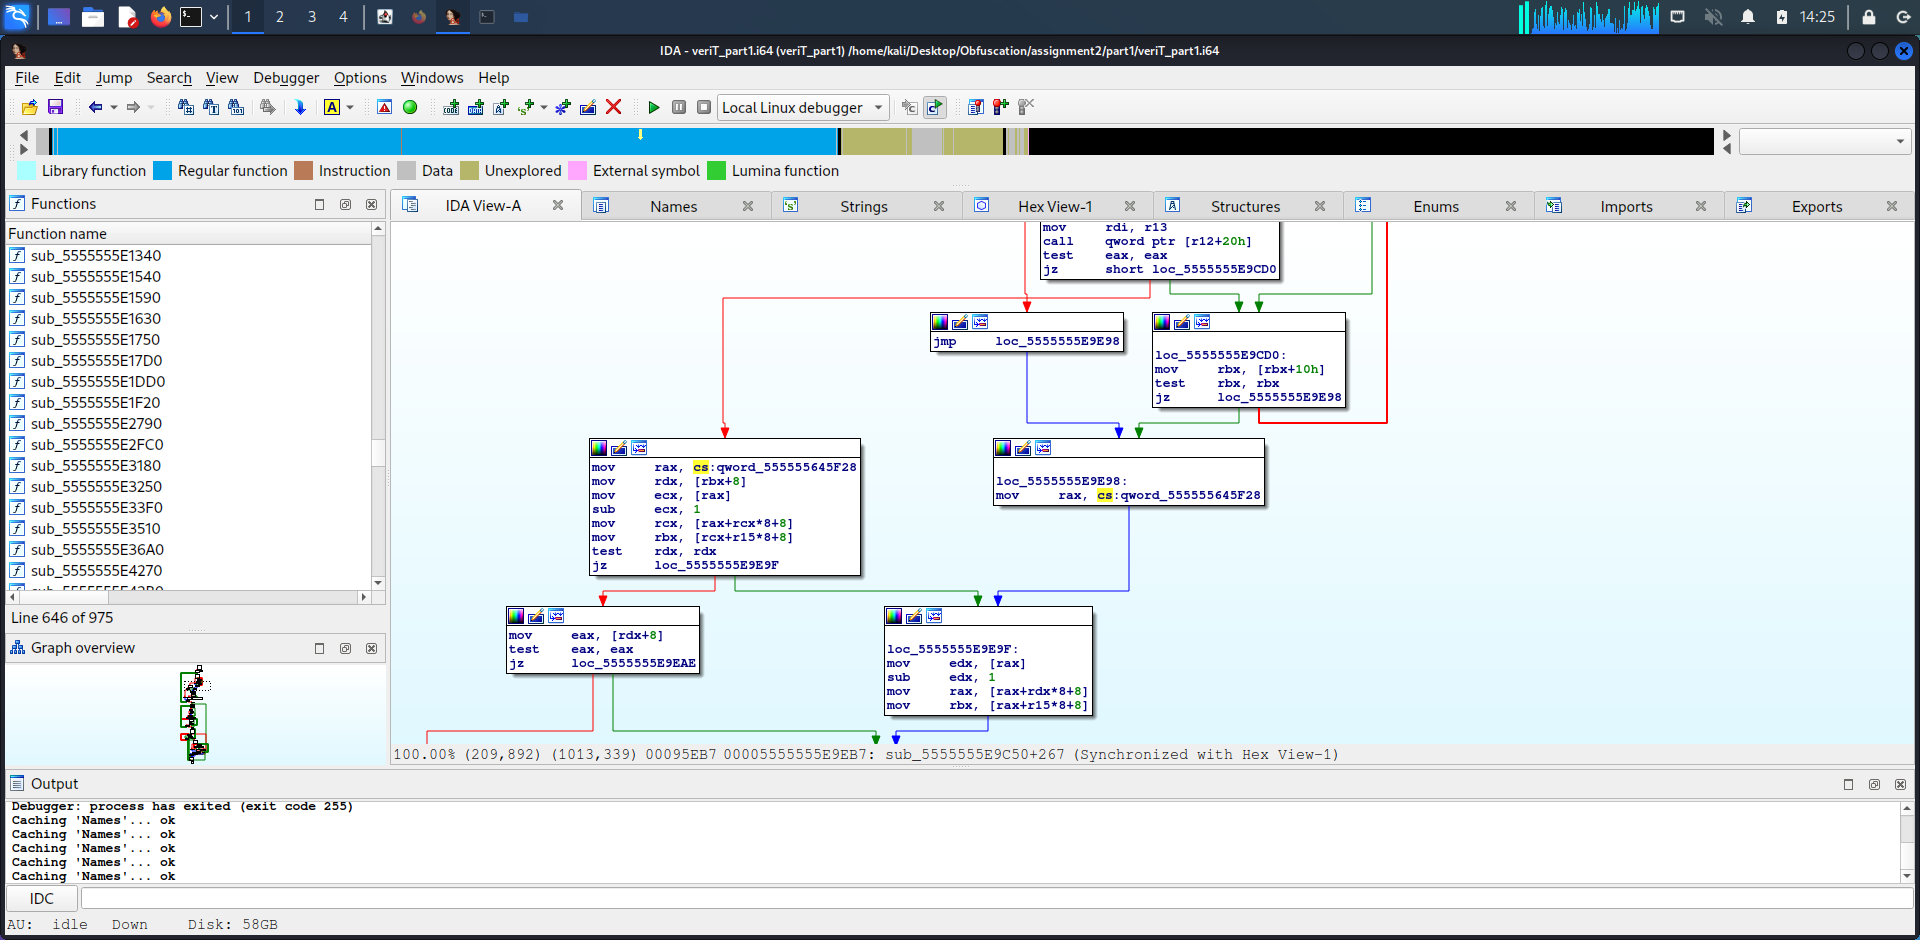 1 2 3 4 14:25
IDA - veriT_part1.i64 (veriT_part1) /home/kali/Desktop/Obfuscation/assignment2/part1/veriT_part1.i64
File Edit Jump Search View Debugger Options Windows Help
Local Linux debugger
Library function Regular function Instruction Data Unexplored External symbol Lumina function
Functions
IDA View-A Names Strings Hex View-1 Structures Enums Imports Exports
Function name
sub_5555555E1340
sub_5555555E1540
sub_5555555E1590
sub_5555555E1630
sub_5555555E1750
sub_5555555E17D0
sub_5555555E1DD0
sub_5555555E1F20
sub_5555555E2790
sub_5555555E2FC0
sub_5555555E3180
sub_5555555E3250
sub_5555555E33F0
sub_5555555E3510
sub_5555555E36A0
sub_5555555E4270
Line 646 of 975
Graph overview
mov rdi, r13
call qword ptr [r12+20h]
test eax, eax
jz short loc_5555555E9CD0
jmp loc_5555555E9E98
loc_5555555E9CD0:
mov rbx, [rbx+10h]
test rbx, rbx
jz loc_5555555E9E98
mov rax, cs:qword_555555645F28
mov rdx, [rbx+8]
mov ecx, [rax]
sub ecx, 1
mov rcx, [rax+rcx*8+8]
mov rbx, [rcx+r15*8+8]
test rdx, rdx
jz loc_5555555E9E9F
loc_5555555E9E98:
mov rax, cs:qword_555555645F28
mov eax, [rdx+8]
test eax, eax
jz loc_5555555E9EAE
loc_5555555E9E9F:
mov edx, [rax]
sub edx, 1
mov rax, [rax+rdx*8+8]
mov rbx, [rax+r15*8+8]
100.00% (209,892) (1013,339) 00095EB7 00005555555E9EB7: sub_5555555E9C50+267 (Synchronized with Hex View-1)
Output
Debugger: process has exited (exit code 255)
Caching 'Names'... ok
Caching 'Names'... ok
Caching 'Names'... ok
Caching 'Names'... ok
Caching 'Names'... ok
IDC
AU: idle Down Disk: 58GB